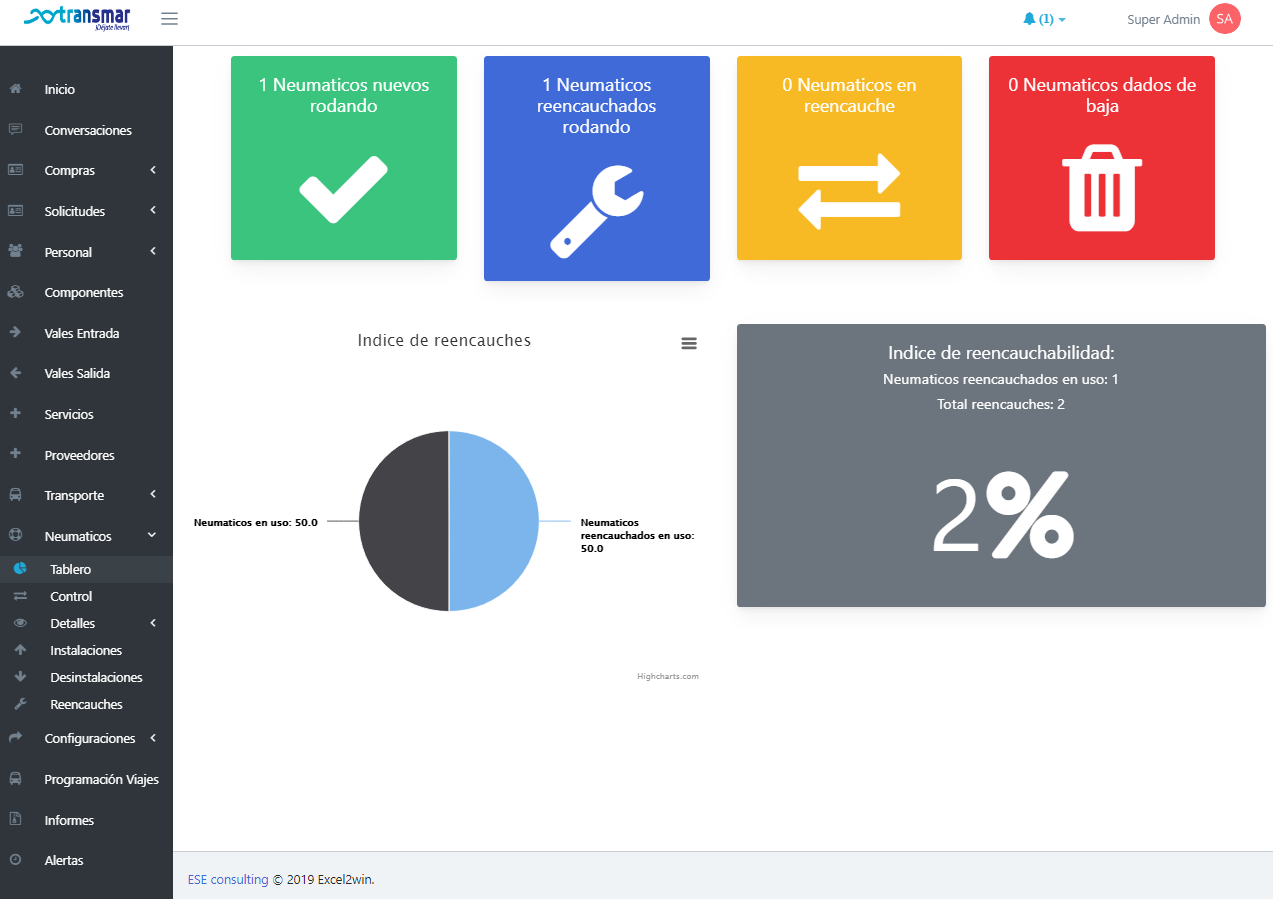 transmar
¡Déjate llevar!
(1)
Super Admin
SA
Inicio
Conversaciones
Compras
Solicitudes
Personal
Componentes
Vales Entrada
Vales Salida
Servicios
Proveedores
Transporte
Neumaticos
Tablero
Control
Detalles
Instalaciones
Desinstalaciones
Reencauches
Configuraciones
Programación Viajes
Informes
Alertas
1 Neumaticos nuevos
rodando
1 Neumaticos
reencauchados
rodando
0 Neumaticos en
reencauche
0 Neumaticos dados de
baja
Indice de reencauches
Neumaticos en uso: 50.0
Neumaticos
reencauchados en uso:
50.0
Highcharts.com
Indice de reencauchabilidad:
Neumaticos reencauchados en uso: 1
Total reencauches: 2
2%
ESE consulting © 2019 Excel2win.